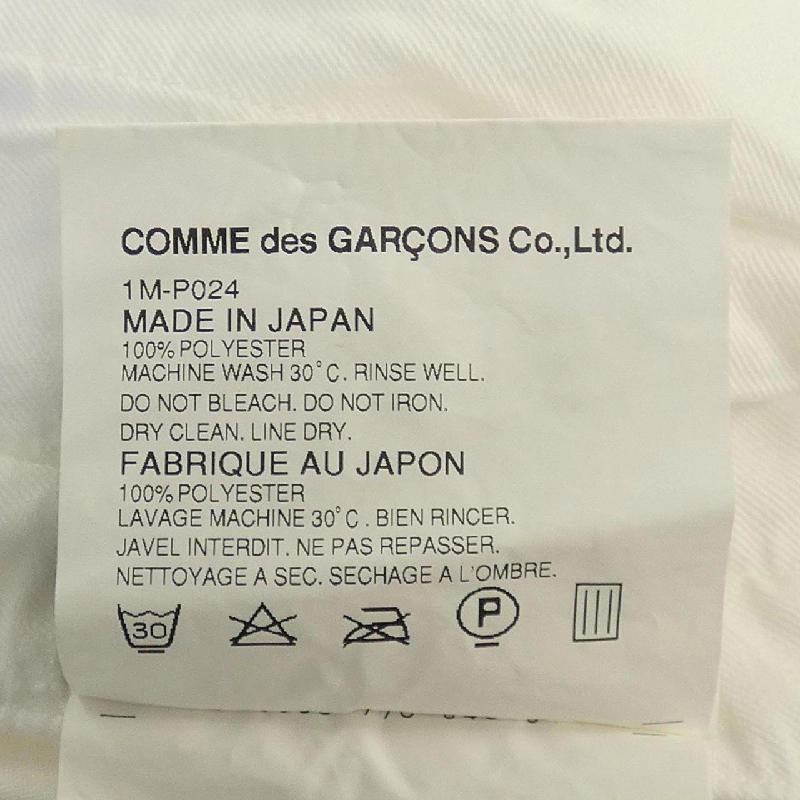 COMME des GARÇONS Co.,Ltd.
1M-P024
MADE IN JAPAN
100% POLYESTER
MACHINE WASH 30°C. RINSE WELL.
DO NOT BLEACH. DO NOT IRON.
DRY CLEAN. LINE DRY.
FABRIQUE AU JAPON
100% POLYESTER
LAVAGE MACHINE 30°C. BIEN RINCER.
JAVEL INTERDIT. NE PAS REPASSER.
NETTOYAGE A SEC. SECHAGE A L'OMBRE.
30 P